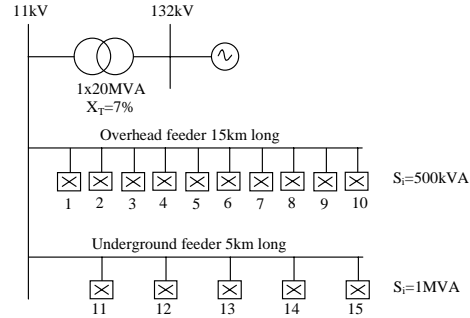 11kV 132kV
1x20MVA
X_T=7%
Overhead feeder 15km long
S_i=500kVA
1 2 3 4 5 6 7 8 9 10
Underground feeder 5km long
S_i=1MVA
11 12 13 14 15